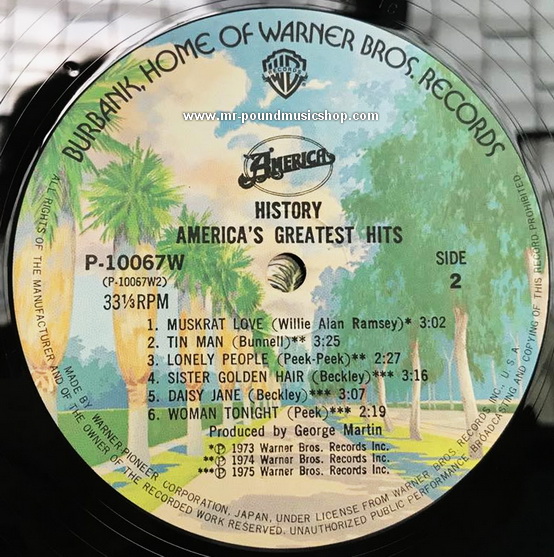 BURBANK, HOME OF WARNER BROS. RECORDS
WB
RECORDS
www.mr-poundmusicshop.com
AMERICA
HISTORY
AMERICA'S GREATEST HITS
P-10067W
(P-10067W2)
33⅓RPM
SIDE
2
1. MUSKRAT LOVE (Willie Alan Ramsey)* 3:02
2. TIN MAN (Bunnell)** 3:25
3. LONELY PEOPLE (Peek-Peek)** 2:27
4. SISTER GOLDEN HAIR (Beckley)*** 3:16
5. DAISY JANE (Beckley)*** 3:07
6. WOMAN TONIGHT (Peek)*** 2:19
Produced by George Martin
*Ⓟ 1973 Warner Bros. Records Inc.
**Ⓟ 1974 Warner Bros. Records Inc.
***Ⓟ 1975 Warner Bros. Records Inc.
MADE BY WARNER-PIONEER CORPORATION, JAPAN, UNDER LICENSE FROM WARNER BROS RECORDS INC., U.S.A.
ALL RIGHTS OF THE MANUFACTURER AND OF THE OWNER OF THE RECORDED WORK RESERVED. UNAUTHORIZED PUBLIC PERFORMANCE, BROADCASTING AND COPYING OF THIS RECORD PROHIBITED